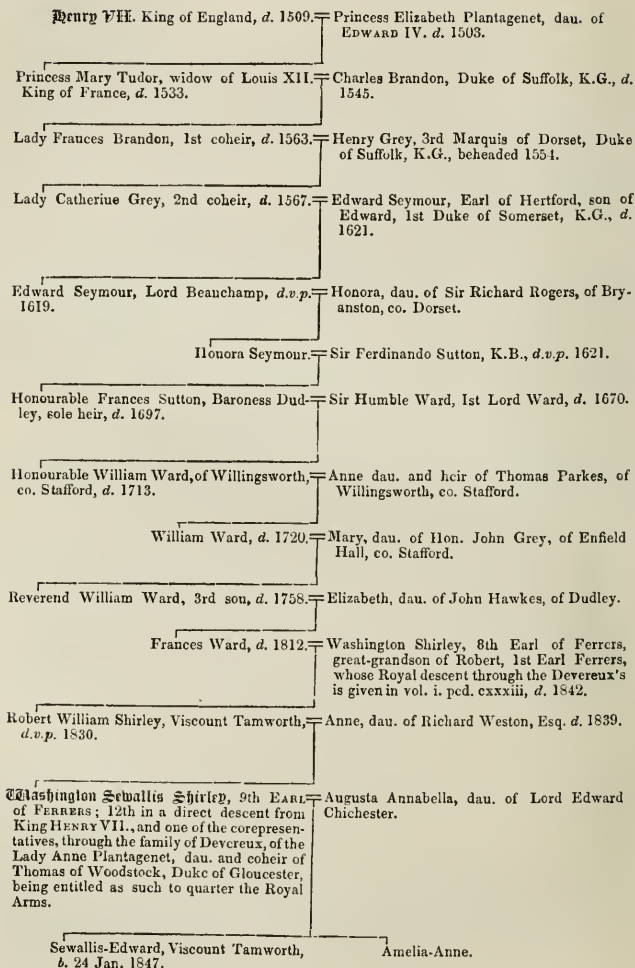 Henry VII. King of England, d. 1509.
Princess Elizabeth Plantagenet, dau. of
EDWARD IV. d. 1503.
Princess Mary Tudor, widow of Louis XII.
King of France, d. 1533.
Charles Brandon, Duke of Suffolk, K.G., d.
1545.
Lady Frances Brandon, 1st coheir, d. 1563.
Henry Grey, 3rd Marquis of Dorset, Duke
of Suffolk, K.G., beheaded 1554.
Lady Catherine Grey, 2nd coheir, d. 1567.
Edward Seymour, Earl of Hertford, son of
Edward, 1st Duke of Somerset, K.G., d.
1621.
Edward Seymour, Lord Beauchamp, d.v.p.
1619.
Honora, dau. of Sir Richard Rogers, of Bry-
anston, co. Dorset.
Honora Seymour.
Sir Ferdinando Sutton, K.B., d.v.p. 1621.
Honourable Frances Sutton, Baroness Dud-
ley, sole heir, d. 1697.
Sir Humble Ward, 1st Lord Ward, d. 1670.
Honourable William Ward, of Willingsworth,
co. Stafford, d. 1713.
Anne dau. and heir of Thomas Parkes, of
Willingsworth, co. Stafford.
William Ward, d. 1720.
Mary, dau. of Hon. John Grey, of Enfield
Hall, co. Stafford.
Reverend William Ward, 3rd son, d. 1758.
Elizabeth, dau. of John Hawkes, of Dudley.
Frances Ward, d. 1812.
Washington Shirley, 8th Earl of Ferrers,
great-grandson of Robert, 1st Earl Ferrers,
whose Royal descent through the Devereux's
is given in vol. i. ped. cxxxiii, d. 1842.
Robert William Shirley, Viscount Tamworth,
d.v.p. 1830.
Anne, dau. of Richard Weston, Esq. d. 1839.
Washington Sewallis Shirley, 9th EARL
of FERRERS; 12th in a direct descent from
King HENRY VII., and one of the corepresen-
tatives, through the family of Devereux, of the
Lady Anne Plantagenet, dau. and coheir of
Thomas of Woodstock, Duke of Gloucester,
being entitled as such to quarter the Royal
Arms.
Augusta Annabella, dau. of Lord Edward
Chichester.
Sewallis-Edward, Viscount Tamworth,
b. 24 Jan. 1847.
Amelia-Anne.